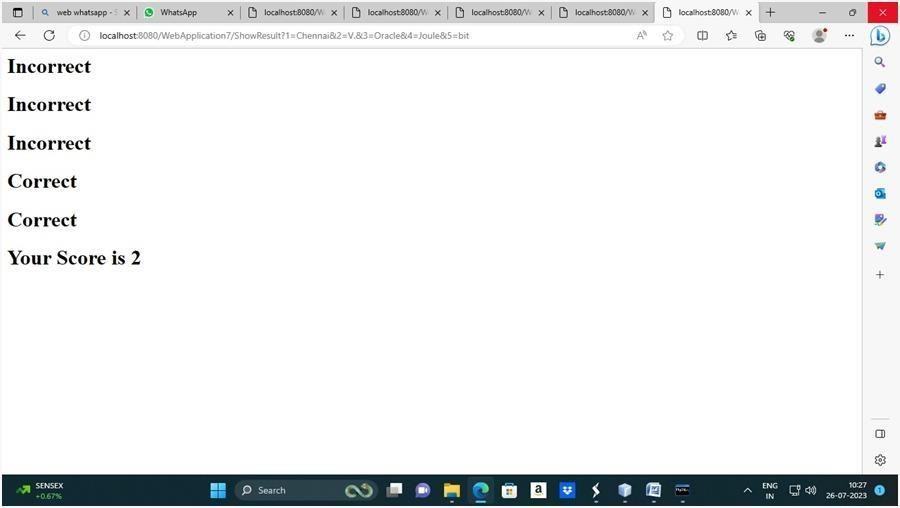 web whatsapp - S
WhatsApp
localhost:8080/W
localhost:8080/W
localhost:8080/W
localhost:8080/W
localhost:8080/W
localhost:8080/WebApplication7/ShowResult?1=Chennai&2=V.&3=Oracle&4=Joule&5=bit
Incorrect
Incorrect
Incorrect
Correct
Correct
Your Score is 2
SENSEX
+0.67%
Search
ENG
IN
10:27
26-07-2023
1